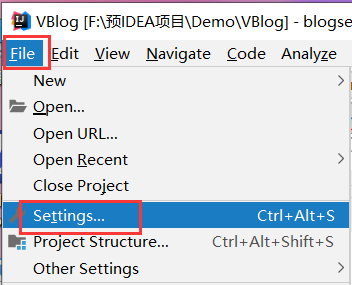 VBlog [F:\预IDEA项目\Demo\VBlog] - blogse
File Edit View Navigate Code Analyze
New
Open...
Open URL...
Open Recent
Close Project
Settings... Ctrl+Alt+S
Project Structure... Ctrl+Alt+Shift+S
Other Settings